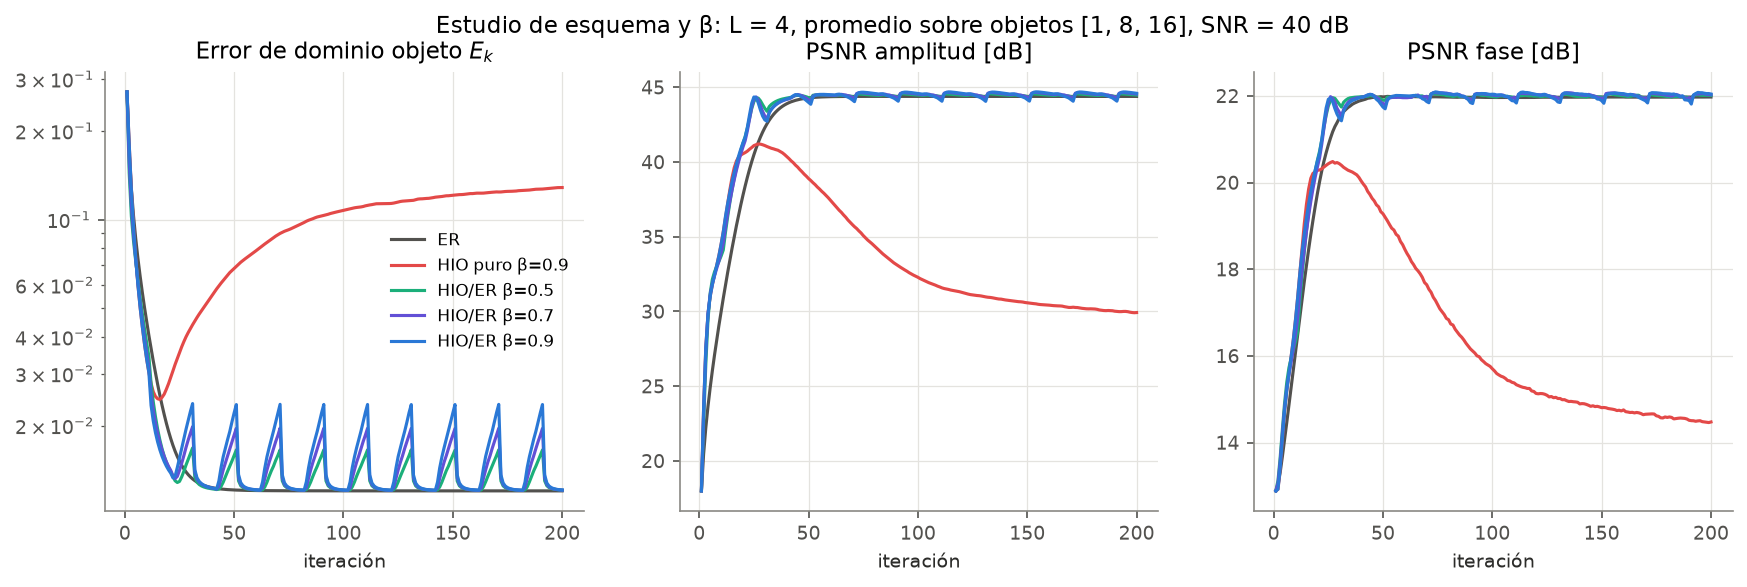 Estudio de esquema y β: L = 4, promedio sobre objetos [1, 8, 16], SNR = 40 dB
Error de dominio objeto Eₖ
3 × 10⁻¹
2 × 10⁻¹
10⁻¹
6 × 10⁻²
4 × 10⁻²
3 × 10⁻²
2 × 10⁻²
ER
HIO puro β=0.9
HIO/ER β=0.5
HIO/ER β=0.7
HIO/ER β=0.9
0 50 100 150 200
iteración
PSNR amplitud [dB]
45
40
35
30
25
20
0 50 100 150 200
iteración
PSNR fase [dB]
22
20
18
16
14
0 50 100 150 200
iteración